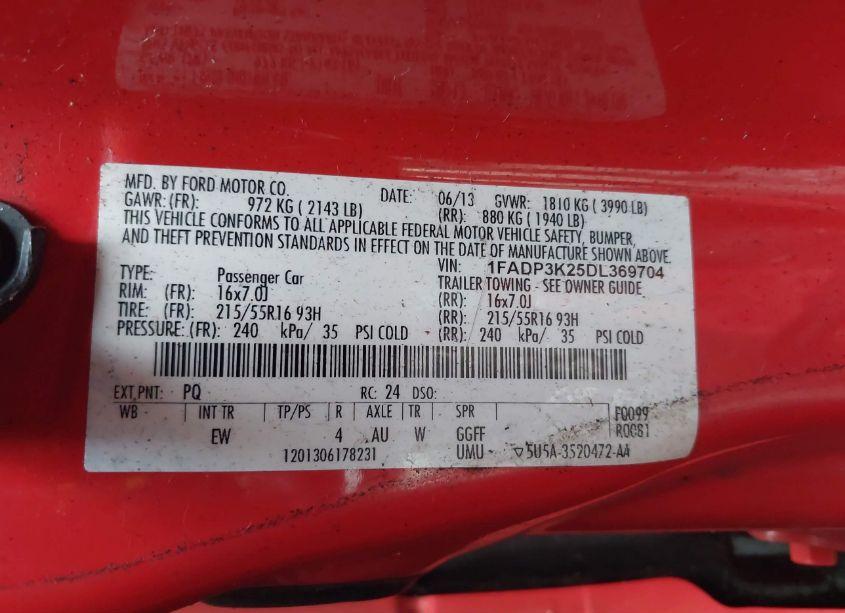 MFD. BY FORD MOTOR CO. DATE: 06/13 GVWR: 1810 KG ( 3990 LB)
GAWR: (FR): 972 KG ( 2143 LB) (RR): 880 KG ( 1940 LB)
THIS VEHICLE CONFORMS TO ALL APPLICABLE FEDERAL MOTOR VEHICLE SAFETY, BUMPER,
AND THEFT PREVENTION STANDARDS IN EFFECT ON THE DATE OF MANUFACTURE SHOWN ABOVE.
VIN: 1FADP3K25DL369704
TYPE: Passenger Car TRAILER TOWING - SEE OWNER GUIDE
RIM: (FR): 16x7.0J (RR): 16x7.0J
TIRE: (FR): 215/55R16 93H (RR): 215/55R16 93H
PRESSURE: (FR): 240 kPa/ 35 PSI COLD (RR): 240 kPa/ 35 PSI COLD
EXT PNT: PQ RC: 24 DSO:
WB INT TR TP/PS R AXLE TR SPR F0099
EW 4 AU W GGFF R0081
1201306178231 UMU ▽5U5A-3520472-AA